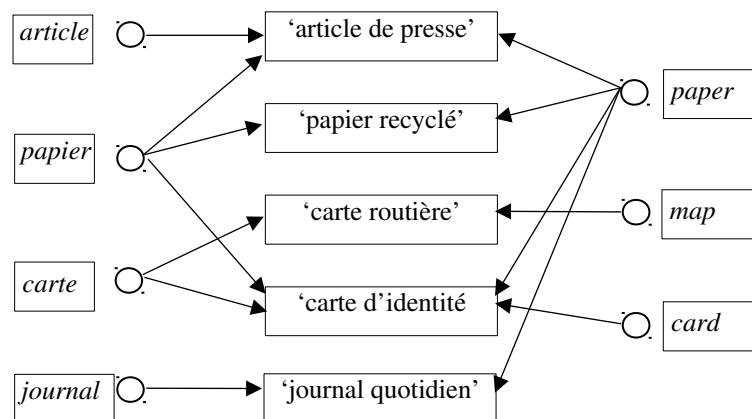 article
‘article de presse’
paper
papier
‘papier recyclé’
‘carte routière’
map
carte
‘carte d’identité
card
journal
‘journal quotidien’